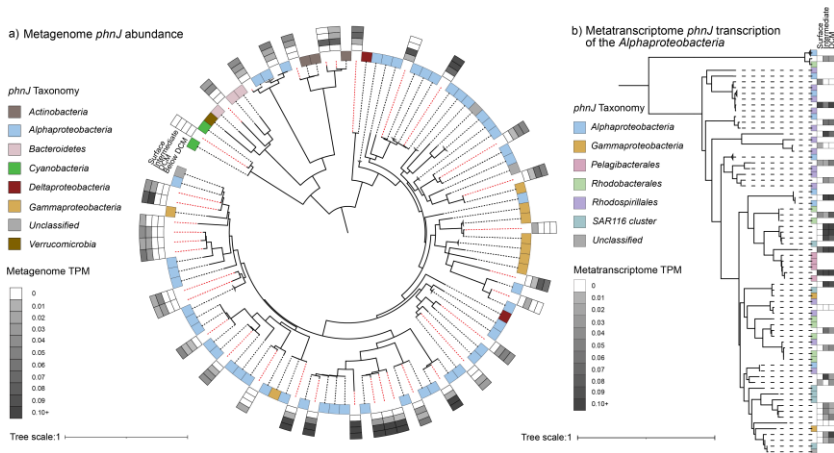 a) Metagenome phnJ abundance
phnJ Taxonomy
Actinobacteria
Alphaproteobacteria
Bacteroidetes
Cyanobacteria
Deltaproteobacteria
Gammaproteobacteria
Unclassified
Verrucomicrobia
Metagenome TPM
0
0.01
0.02
0.03
0.04
0.05
0.06
0.07
0.08
0.09
0.10+
Tree scale:1
Surface
Intermediate
DCM
Below DCM
b) Metatranscriptome phnJ transcription
of the Alphaproteobacteria
Surface
Intermediate
DCM
phnJ Taxonomy
Alphaproteobacteria
Gammaproteobacteria
Pelagibacterales
Rhodobacterales
Rhodospirillales
SAR116 cluster
Unclassified
Metatranscriptome TPM
0
0.01
0.02
0.03
0.04
0.05
0.06
0.07
0.08
0.09
0.10+
Tree scale:1